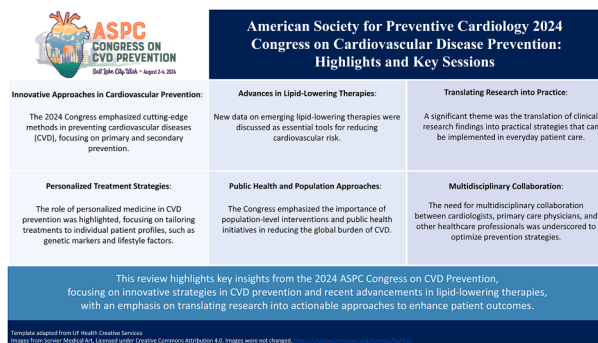 ASPC
CONGRESS ON
CVD PREVENTION
Salt Lake City, Utah • August 2-4, 2024
American Society for Preventive Cardiology 2024
Congress on Cardiovascular Disease Prevention:
Highlights and Key Sessions
Innovative Approaches in Cardiovascular Prevention:
The 2024 Congress emphasized cutting-edge
methods in preventing cardiovascular diseases
(CVD), focusing on primary and secondary
prevention.
Advances in Lipid-Lowering Therapies:
New data on emerging lipid-lowering therapies were
discussed as essential tools for reducing
cardiovascular risk.
Translating Research into Practice:
A significant theme was the translation of clinical
research findings into practical strategies that can
be implemented in everyday patient care.
Personalized Treatment Strategies:
The role of personalized medicine in CVD
prevention was highlighted, focusing on tailoring
treatments to individual patient profiles, such as
genetic markers and lifestyle factors.
Public Health and Population Approaches:
The Congress emphasized the importance of
population-level interventions and public health
initiatives in reducing the global burden of CVD.
Multidisciplinary Collaboration:
The need for multidisciplinary collaboration
between cardiologists, primary care physicians, and
other healthcare professionals was underscored to
optimize prevention strategies.
This review highlights key insights from the 2024 ASPC Congress on CVD Prevention,
focusing on innovative strategies in CVD prevention and recent advancements in lipid-lowering therapies,
with an emphasis on translating research into actionable approaches to enhance patient outcomes.
Template adapted from UF Health Creative Services
Images from Servier Medical Art, Licensed under Creative Commons Attribution 4.0. Images were not changed.